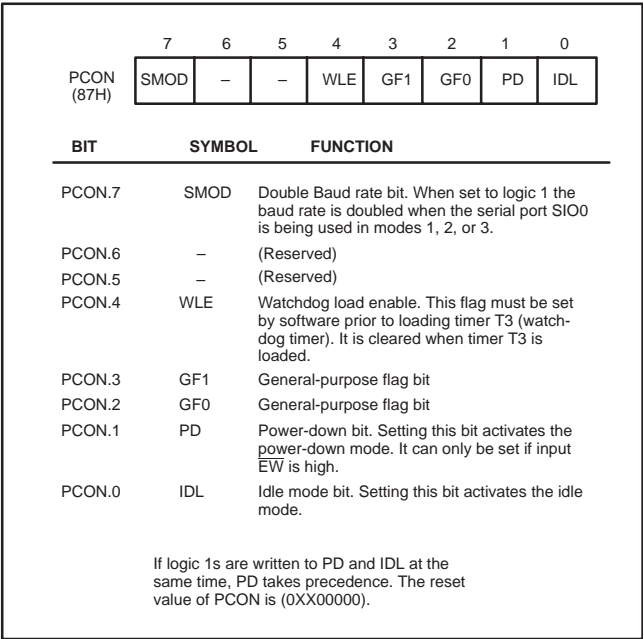 7 6 5 4 3 2 1 0
PCON SMOD – – WLE GF1 GF0 PD IDL
(87H)
BIT SYMBOL FUNCTION
PCON.7 SMOD Double Baud rate bit. When set to logic 1 the
baud rate is doubled when the serial port SIO0
is being used in modes 1, 2, or 3.
PCON.6 – (Reserved)
PCON.5 – (Reserved)
PCON.4 WLE Watchdog load enable. This flag must be set
by software prior to loading timer T3 (watch-
dog timer). It is cleared when timer T3 is
loaded.
PCON.3 GF1 General-purpose flag bit
PCON.2 GF0 General-purpose flag bit
PCON.1 PD Power-down bit. Setting this bit activates the
power-down mode. It can only be set if input
E̅W̅ is high.
PCON.0 IDL Idle mode bit. Setting this bit activates the idle
mode.
If logic 1s are written to PD and IDL at the
same time, PD takes precedence. The reset
value of PCON is (0XX00000).